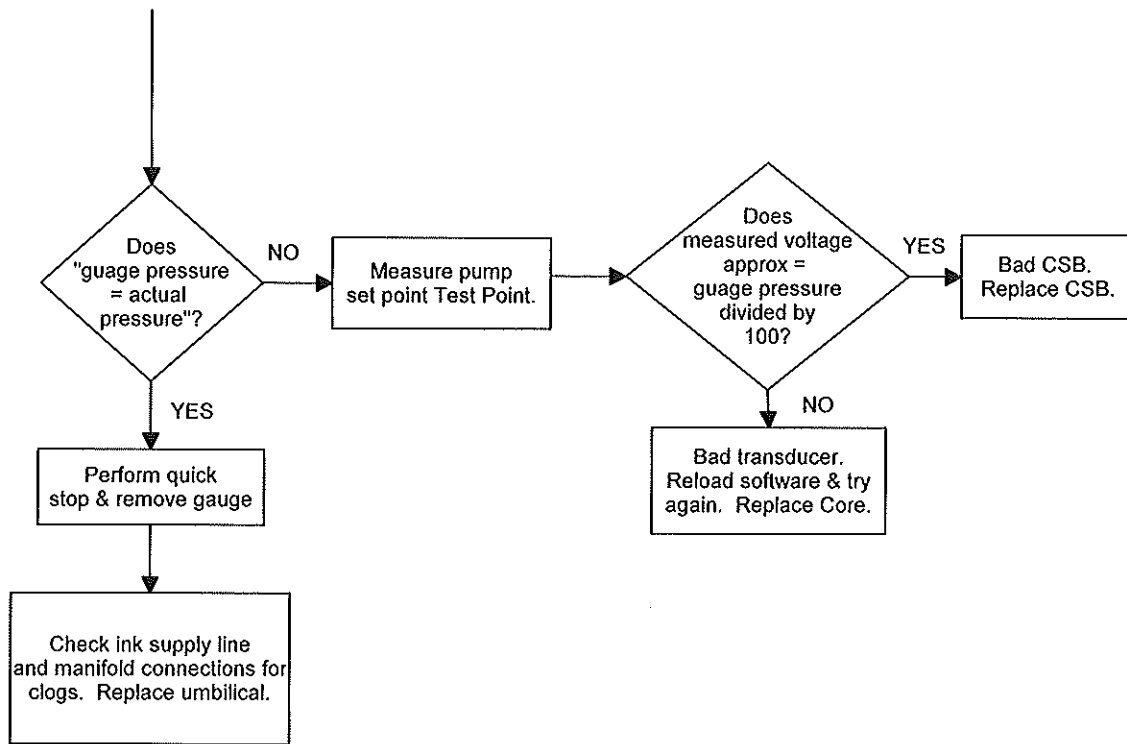 Does
"guage pressure
= actual
pressure"?
NO
Measure pump
set point Test Point.
Does
measured voltage
approx =
guage pressure
divided by
100?
YES
Bad CSB.
Replace CSB.
YES
Perform quick
stop & remove gauge
NO
Bad transducer.
Reload software & try
again. Replace Core.
Check ink supply line
and manifold connections for
clogs. Replace umbilical.